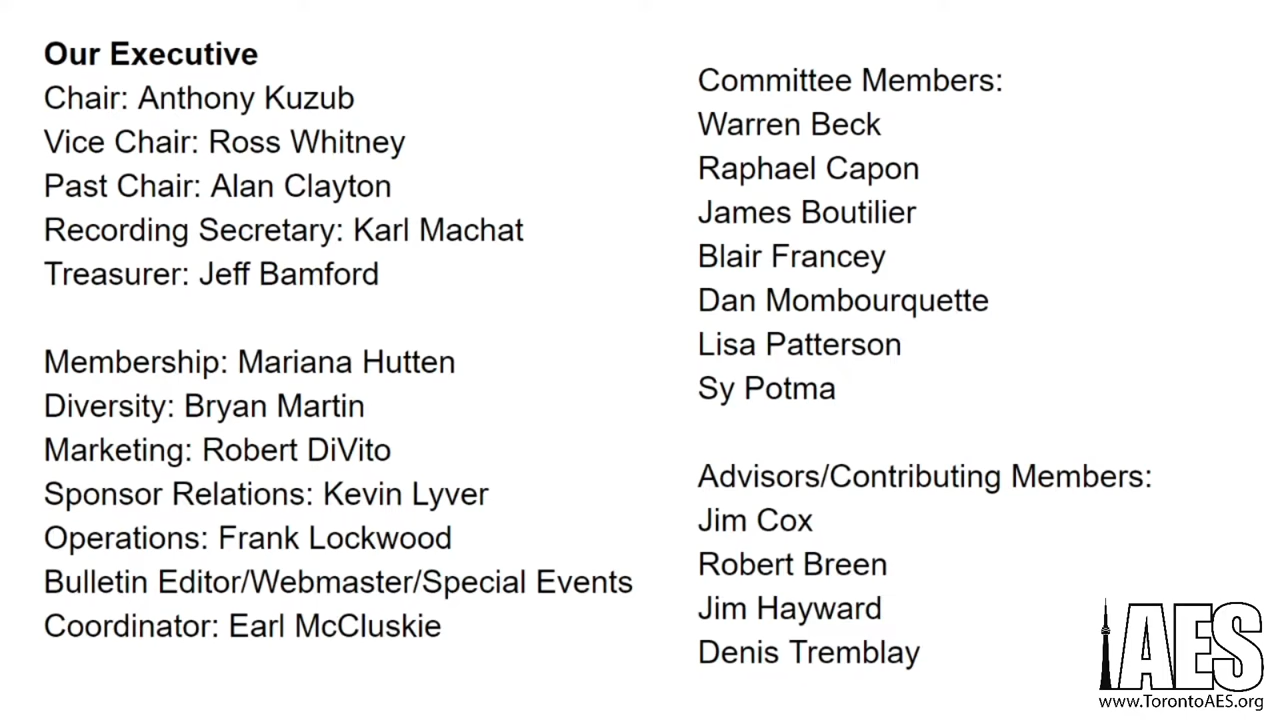 Our Executive
Chair: Anthony Kuzub
Vice Chair: Ross Whitney
Past Chair: Alan Clayton
Recording Secretary: Karl Machat
Treasurer: Jeff Bamford
Membership: Mariana Hutten
Diversity: Bryan Martin
Marketing: Robert DiVito
Sponsor Relations: Kevin Lyver
Operations: Frank Lockwood
Bulletin Editor/Webmaster/Special Events
Coordinator: Earl McCluskie
Committee Members:
Warren Beck
Raphael Capon
James Boutilier
Blair Francey
Dan Mombourquette
Lisa Patterson
Sy Potma
Advisors/Contributing Members:
Jim Cox
Robert Breen
Jim Hayward
Denis Tremblay
AES
www.TorontoAES.org